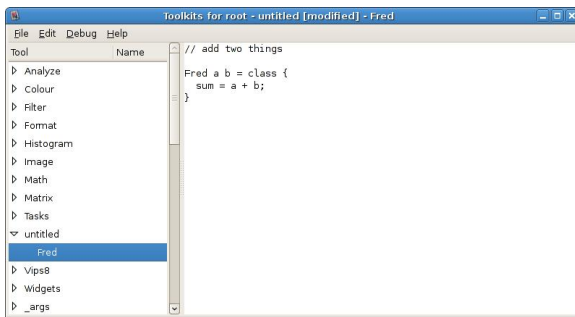 Toolkits for root - untitled [modified] - Fred
File Edit Debug Help
Tool Name
Analyze
Colour
Filter
Format
Histogram
Image
Math
Matrix
Tasks
untitled
Fred
Vips8
Widgets
_args
// add two things
Fred a b = class {
sum = a + b;
}